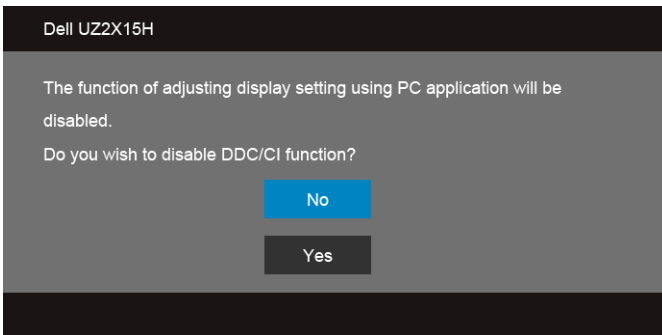 Dell UZ2X15H
The function of adjusting display setting using PC application will be
disabled.
Do you wish to disable DDC/CI function?
No
Yes